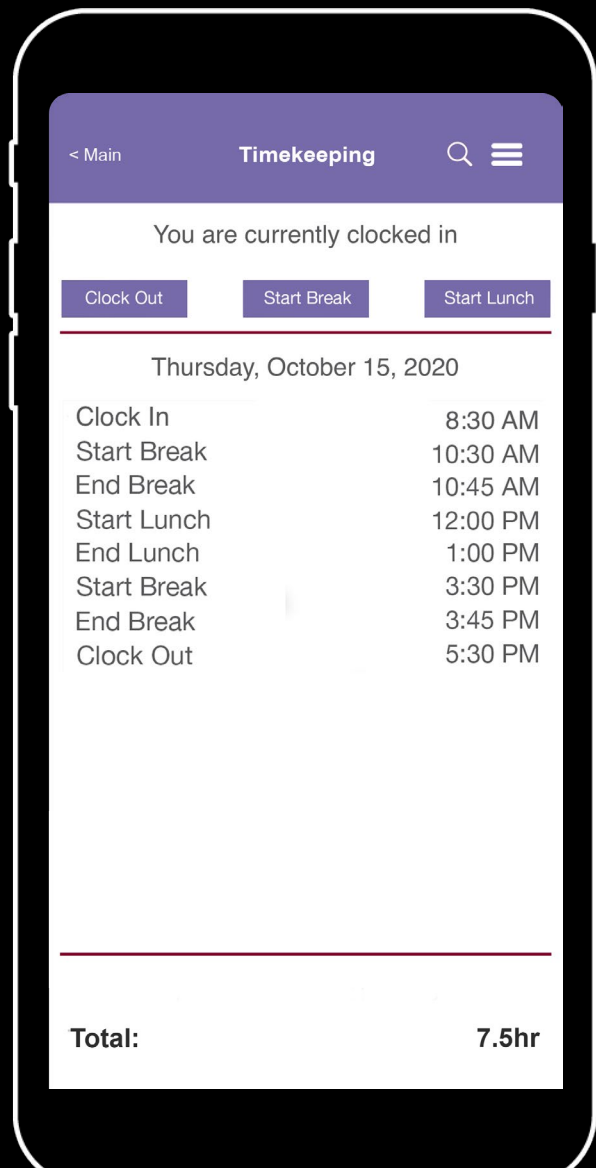 < Main Timekeeping
You are currently clocked in
Clock Out Start Break Start Lunch
Thursday, October 15, 2020
Clock In 8:30 AM
Start Break 10:30 AM
End Break 10:45 AM
Start Lunch 12:00 PM
End Lunch 1:00 PM
Start Break 3:30 PM
End Break 3:45 PM
Clock Out 5:30 PM
Total: 7.5hr